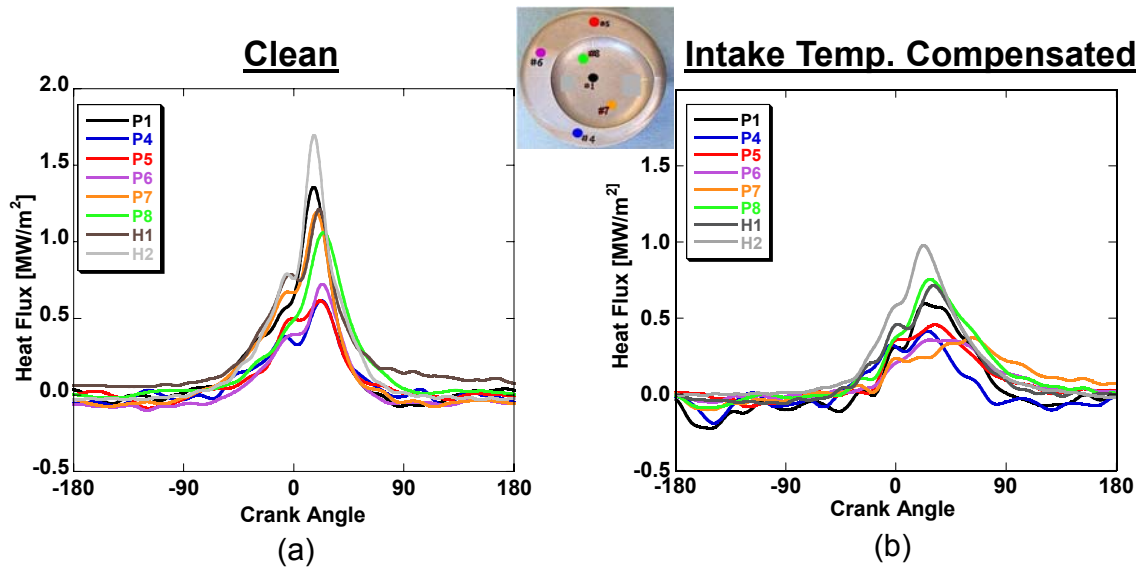 Clean
Intake Temp. Compensated
#5
#6
#8
#1
#7
#4
2.0
1.5
1.0
0.5
0.0
-0.5
Heat Flux [MW/m2]
P1
P4
P5
P6
P7
P8
H1
H2
-180
-90
0
90
180
Crank Angle
(a)
1.5
1.0
0.5
0.0
-0.5
Heat Flux [MW/m2]
P1
P4
P5
P6
P7
P8
H1
H2
-180
-90
0
90
180
Crank Angle
(b)